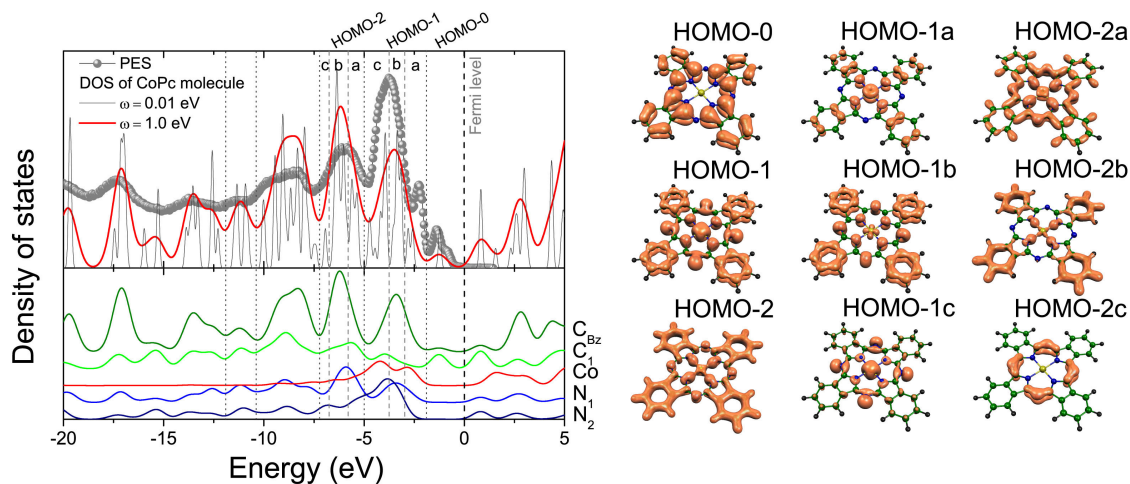 HOMO-2
HOMO-1
HOMO-0
PES
DOS of CoPc molecule
ω = 0.01 eV
ω = 1.0 eV
c b a c b a
Fermi level
Density of states
C_Bz
C_1
Co
N_1
N_2
-20 -15 -10 -5 0 5
Energy (eV)
HOMO-0 HOMO-1a HOMO-2a
HOMO-1 HOMO-1b HOMO-2b
HOMO-2 HOMO-1c HOMO-2c